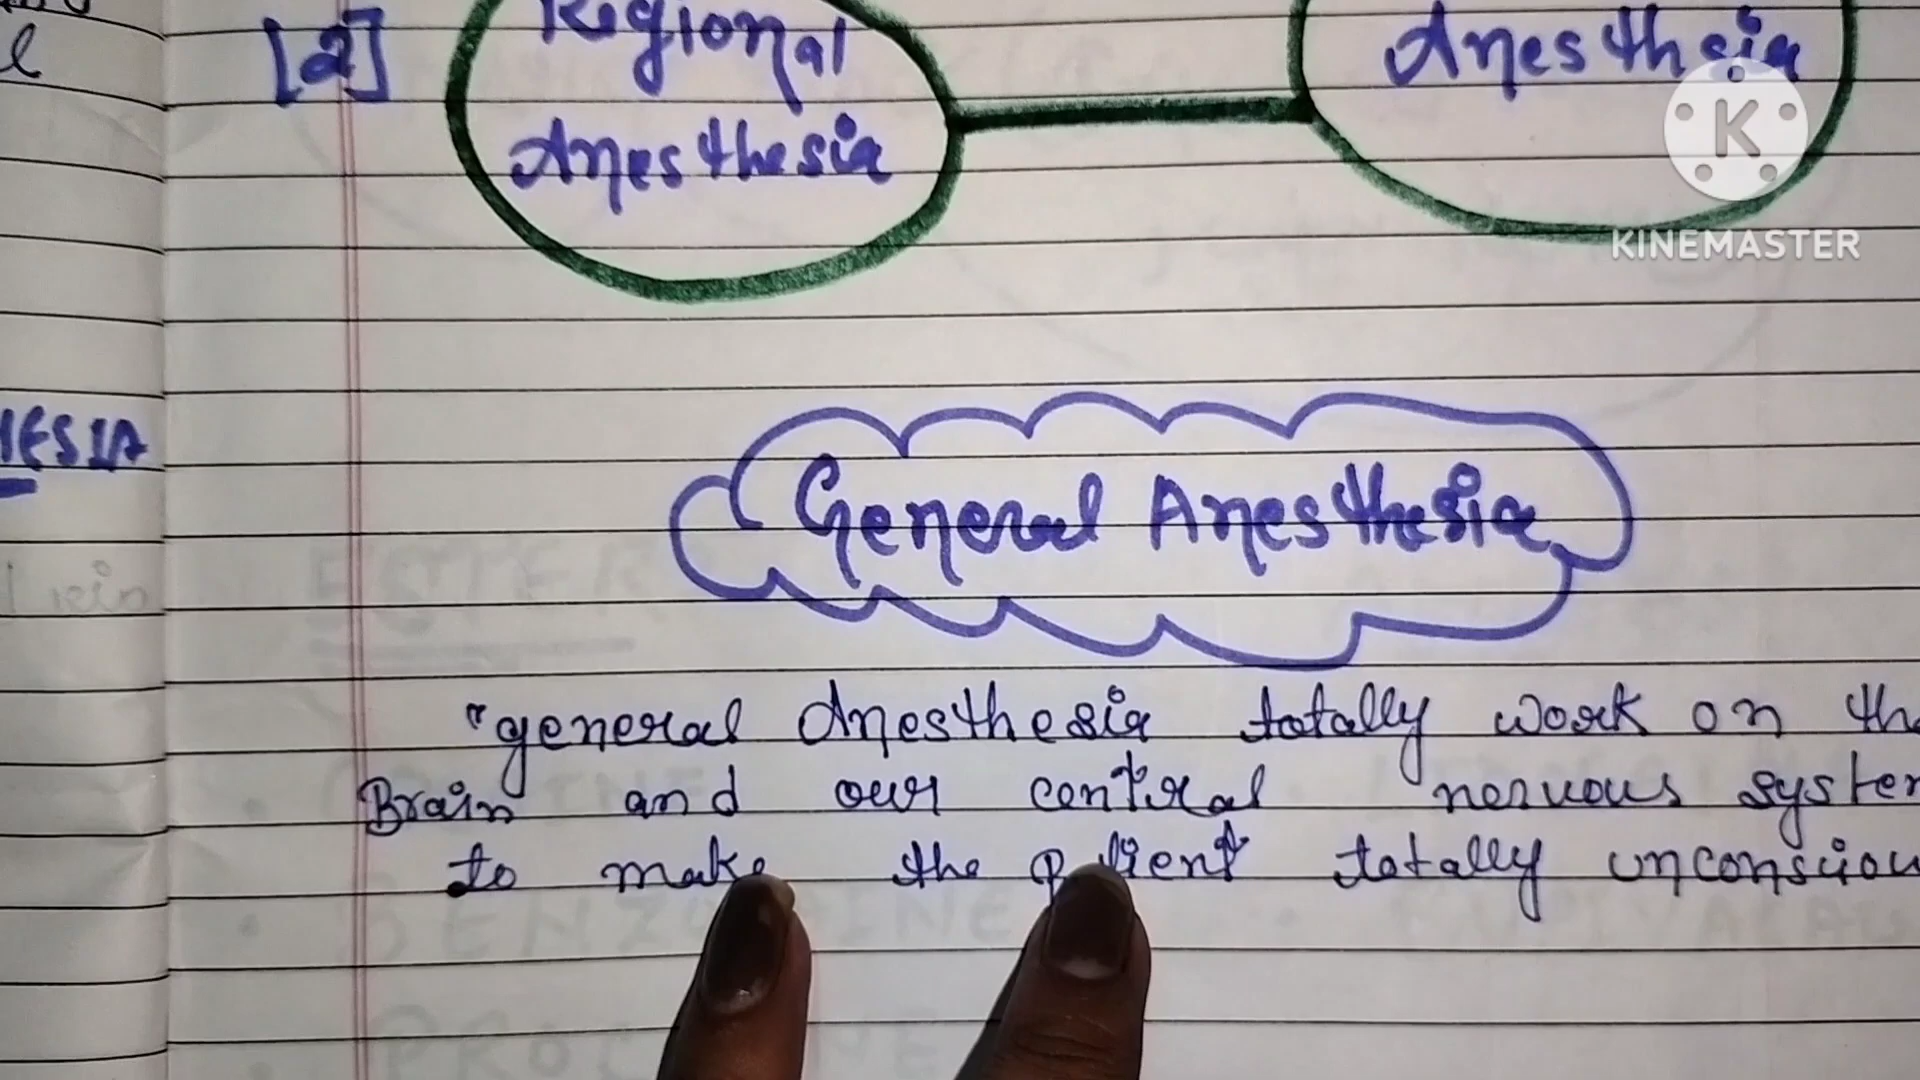 [2]
Regional
Anesthesia
Anesthesia
KINEMASTER
General Anesthesia
"general Anesthesia totally work on the
Brain and our central nervous system
to make the patient totally unconscious